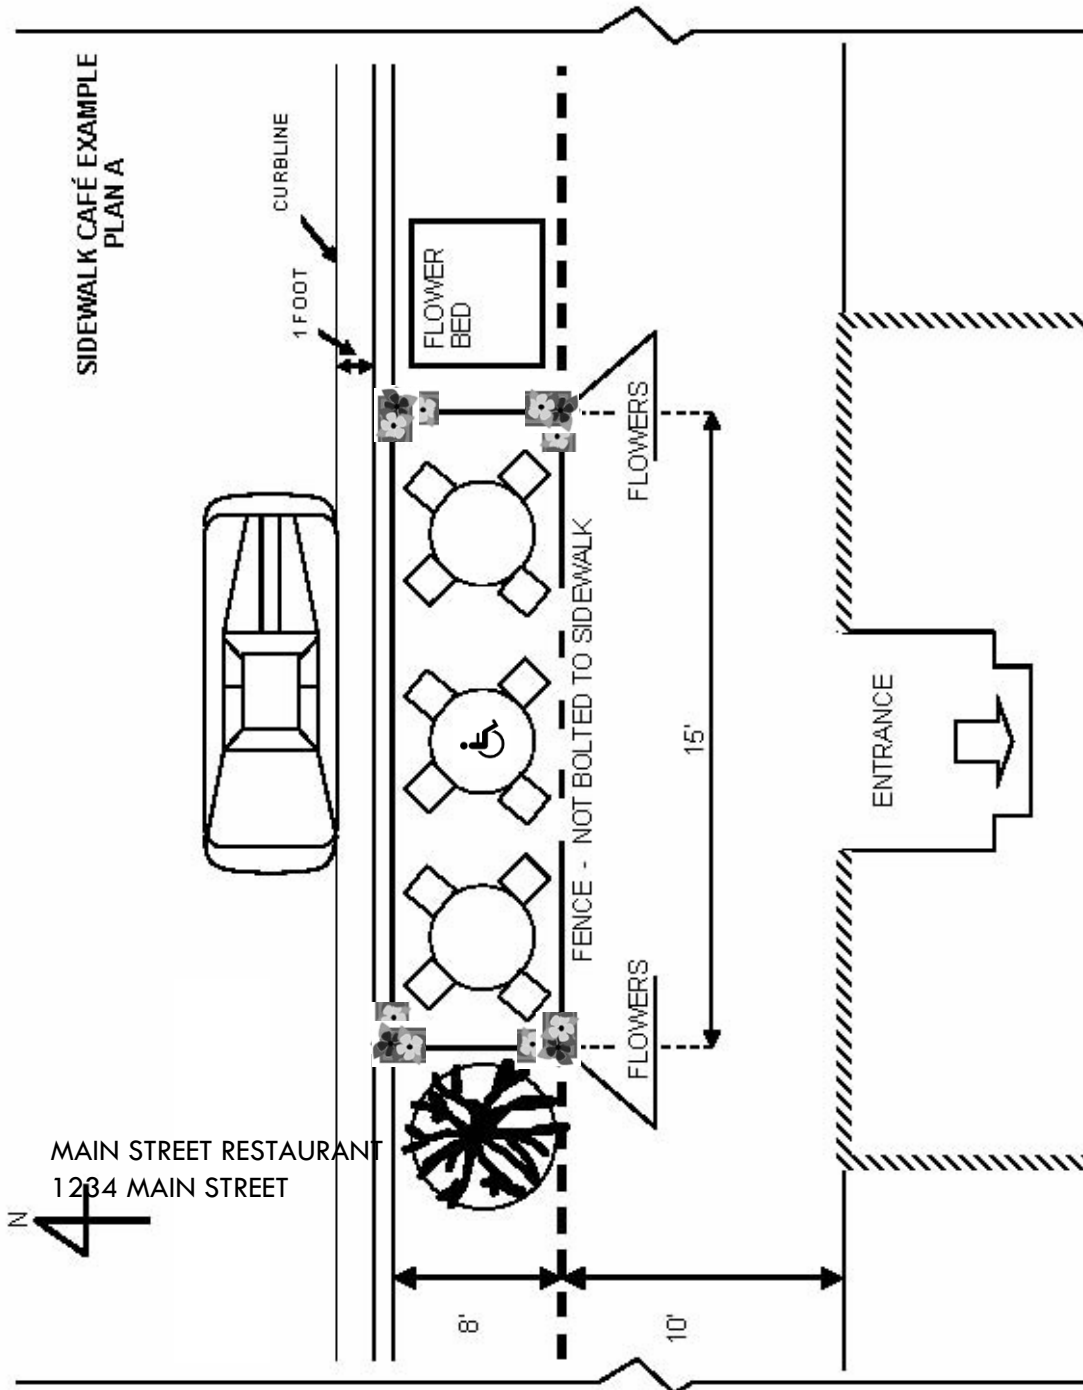 SIDEWALK CAFÉ EXAMPLE
PLAN A
CURBLINE
1 FOOT
FLOWER
BED
FLOWERS
FENCE - NOT BOLTED TO SIDEWALK
FLOWERS
15'
ENTRANCE
8'
10'
MAIN STREET RESTAURANT
1234 MAIN STREET
N